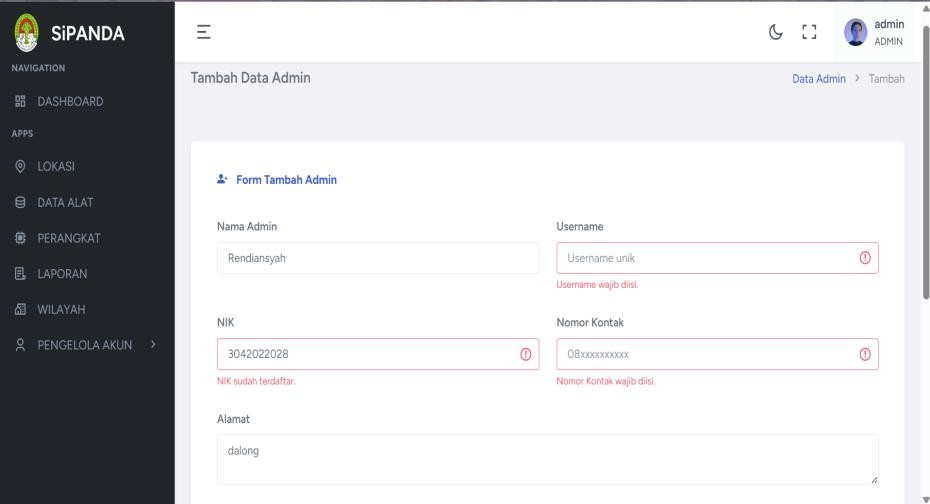 SiPANDA
NAVIGATION
DASHBOARD
APPS
LOKASI
DATA ALAT
PERANGKAT
LAPORAN
WILAYAH
PENGELOLA AKUN
admin
ADMIN
Tambah Data Admin
Data Admin > Tambah
Form Tambah Admin
Nama Admin
Rendiansyah
Username
Username unik
Username wajib diisi.
NIK
3042022028
NIK sudah terdaftar.
Nomor Kontak
08xxxxxxxxxx
Nomor Kontak wajib diisi.
Alamat
dalong